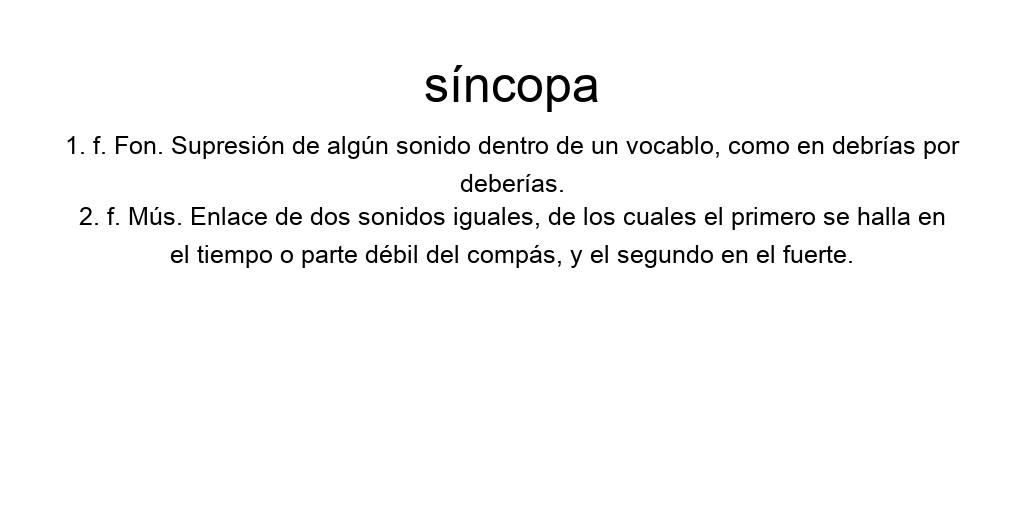 síncopa
1. f. Fon. Supresión de algún sonido dentro de un vocablo, como en debrías por
deberías.
2. f. Mús. Enlace de dos sonidos iguales, de los cuales el primero se halla en
el tiempo o parte débil del compás, y el segundo en el fuerte.